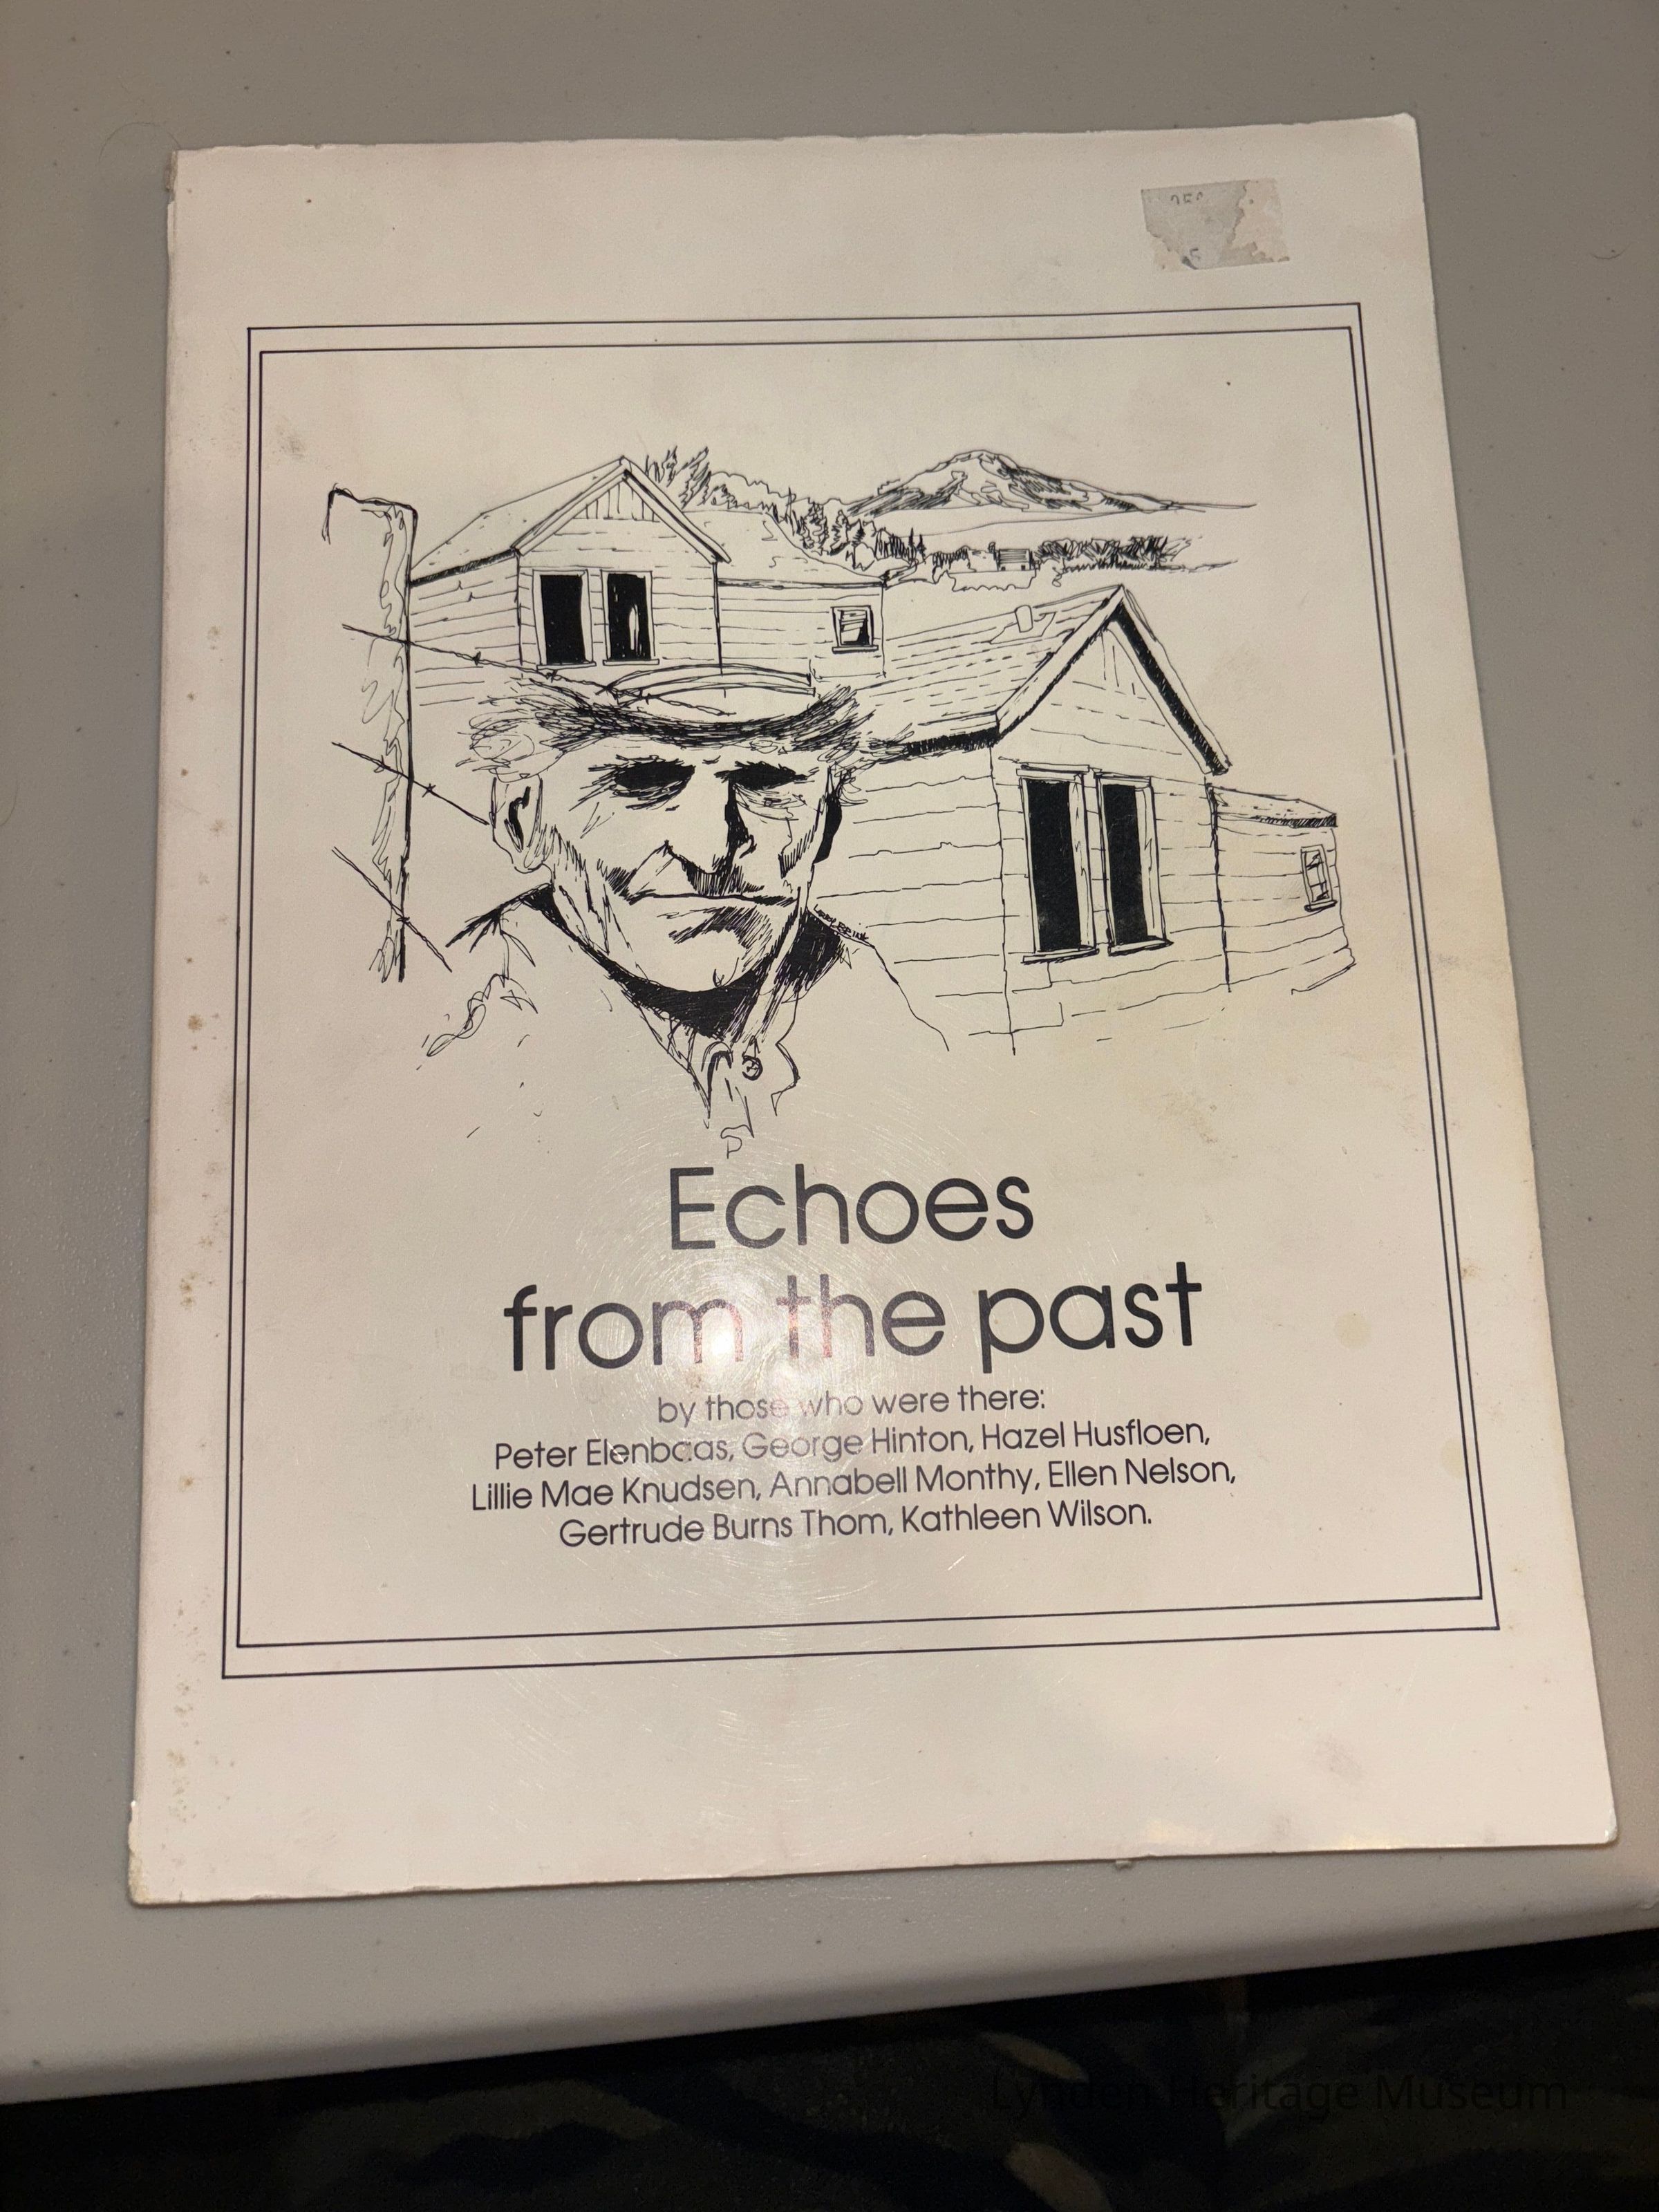 Echoes
from the past
by those who were there:
Peter Elenbaas, George Hinton, Hazel Husfloen,
Lillie Mae Knudsen, Annabell Monthy, Ellen Nelson,
Gertrude Burns Thom, Kathleen Wilson.
Lynden Heritage Museum